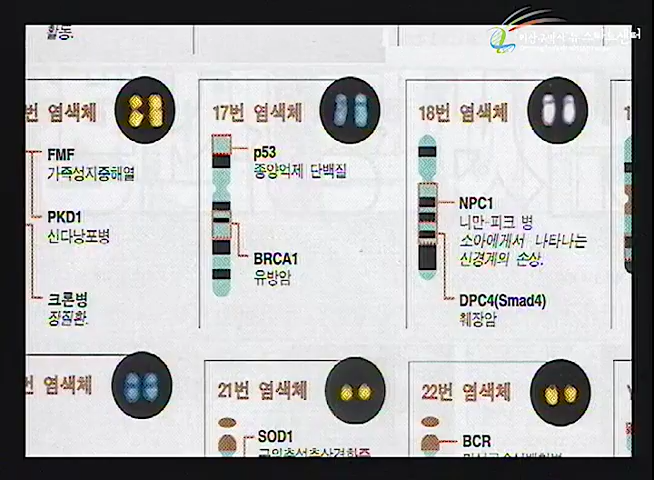 활동.
번 염색체
FMF
가족성지중해열
PKD1
신다낭포병
크론병
장질환.
17번 염색체
p53
종양억제 단백질
BRCA1
유방암
18번 염색체
NPC1
니만-피크 병
소아에게서 나타나는
신경계의 손상.
DPC4(Smad4)
췌장암
번 염색체
21번 염색체
SOD1
22번 염색체
BCR